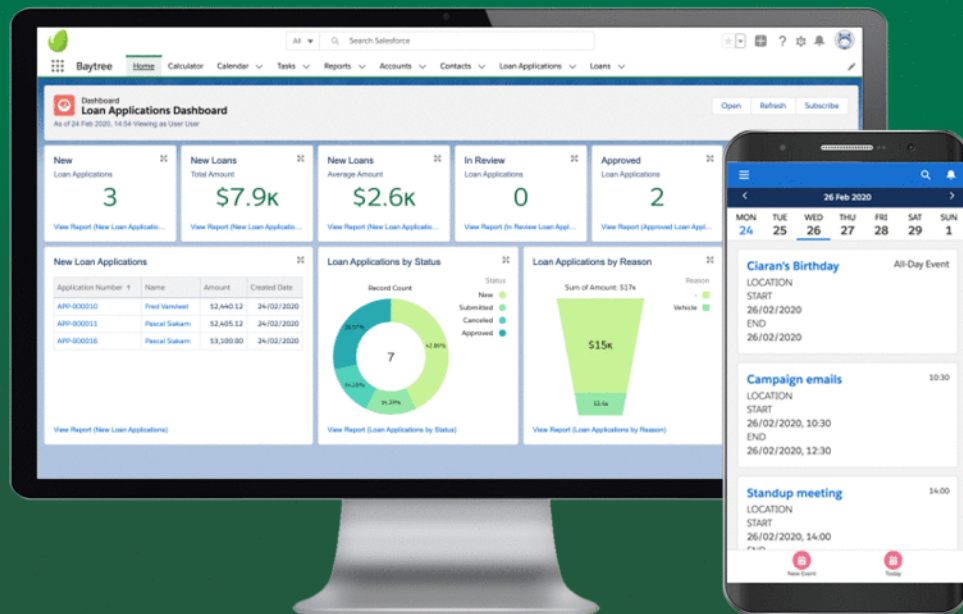 All
Search Salesforce
Baytree
Home
Calculator
Calendar
Tasks
Reports
Accounts
Contacts
Loan Applications
Loans
Dashboard
Loan Applications Dashboard
As of 24 Feb 2020, 14:54 Viewing as User User
Open
Refresh
Subscribe
New
Loan Applications
3
View Report (New Loan Applicatio...
New Loans
Total Amount
$7.9K
View Report (New Loan Applicatio...
New Loans
Average Amount
$2.6K
View Report (New Loan Applicatio...
In Review
Loan Applications
0
View Report (In Review Loan Appl...
Approved
Loan Applications
2
View Report (Approved Loan Appl...
New Loan Applications
Application Number ↑ Name Amount Created Date
APP-000010 Fred Vanvleet $2,440.12 24/02/2020
APP-000011 Pascal Siakam $2,405.12 24/02/2020
APP-000016 Pascal Siakam $3,100.00 24/02/2020
View Report (New Loan Applications)
Loan Applications by Status
Record Count
Status
New
Submitted
Canceled
Approved
7
42.86%
14.29%
14.29%
28.57%
View Report (Loan Applications by Status)
Loan Applications by Reason
Sum of Amount: $17k
Reason
-
Vehicle
$15K
View Report (Loan Applications by Reason)
26 Feb 2020
MON TUE WED THU FRI SAT SUN
24 25 26 27 28 29 1
Ciaran's Birthday All-Day Event
LOCATION
START
26/02/2020
END
26/02/2020
Campaign emails 10:30
LOCATION
START
26/02/2020, 10:30
END
26/02/2020, 12:30
Standup meeting 14:00
LOCATION
START
26/02/2020, 14:00
END
New Event
Today